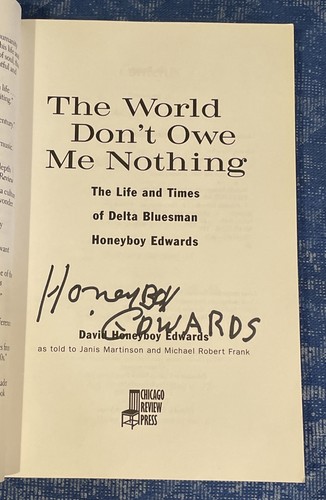 The World
Don't Owe
Me Nothing
The Life and Times
of Delta Bluesman
Honeyboy Edwards
HoneyBoy
EDWARDS
David Honeyboy Edwards
as told to Janis Martinson and Michael Robert Frank
CHICAGO
REVIEW
PRESS